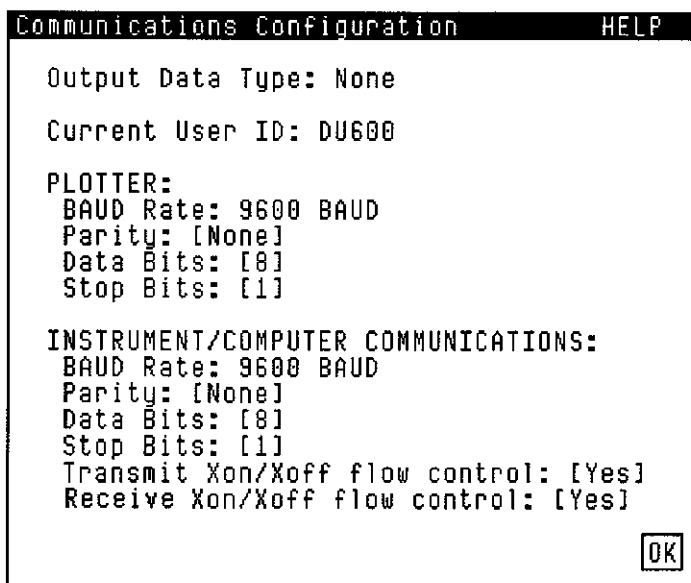 Communications Configuration HELP
Output Data Type: None
Current User ID: DU600
PLOTTER:
BAUD Rate: 9600 BAUD
Parity: [None]
Data Bits: [8]
Stop Bits: [1]
INSTRUMENT/COMPUTER COMMUNICATIONS:
BAUD Rate: 9600 BAUD
Parity: [None]
Data Bits: [8]
Stop Bits: [1]
Transmit Xon/Xoff flow control: [Yes]
Receive Xon/Xoff flow control: [Yes]
OK